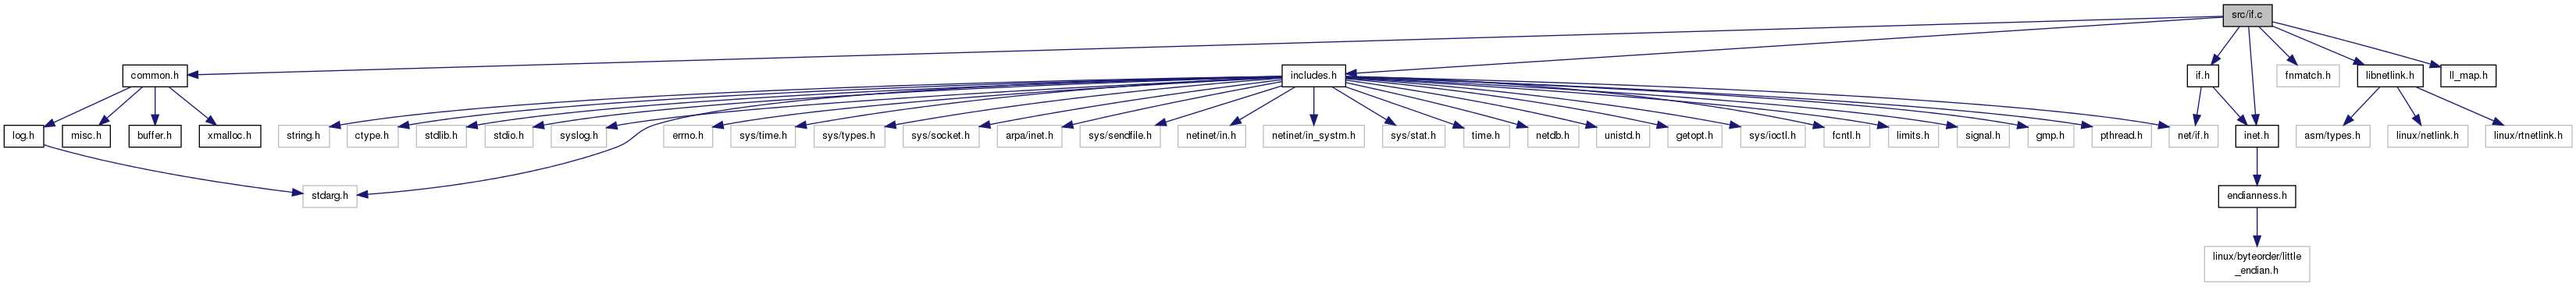 src/if.c
common.h
includes.h
if.h
fnmatch.h
libnetlink.h
ll_map.h
log.h
misc.h
buffer.h
xmalloc.h
string.h
ctype.h
stdlib.h
stdio.h
syslog.h
errno.h
sys/time.h
sys/types.h
sys/socket.h
arpa/inet.h
sys/sendfile.h
netinet/in.h
netinet/in_systm.h
sys/stat.h
time.h
netdb.h
unistd.h
getopt.h
sys/ioctl.h
fcntl.h
limits.h
signal.h
gmp.h
pthread.h
net/if.h
inet.h
asm/types.h
linux/netlink.h
linux/rtnetlink.h
stdarg.h
endianness.h
linux/byteorder/little
_endian.h